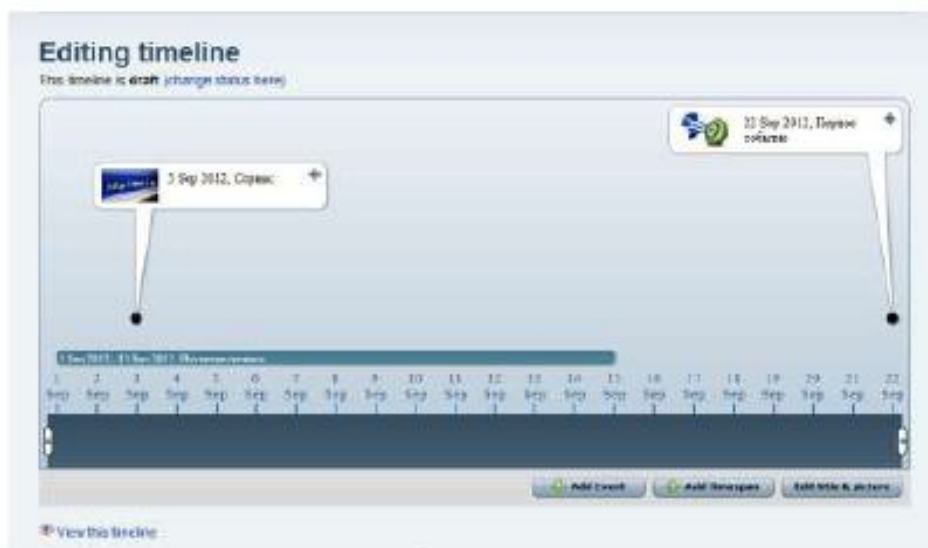 Editing timeline
This timeline is draft (change status here)
22 Sep 2012, Первое
событие
3 Sep 2012, Сервис
1 2 3 4 5 6 7 8 9 10 11 12 13 14 15 16 17 18 19 20 21 22
Sep Sep Sep Sep Sep Sep Sep Sep Sep Sep Sep Sep Sep Sep Sep Sep Sep Sep Sep Sep Sep Sep
Add Event Add Timespan Edit title & picture
View this timeline